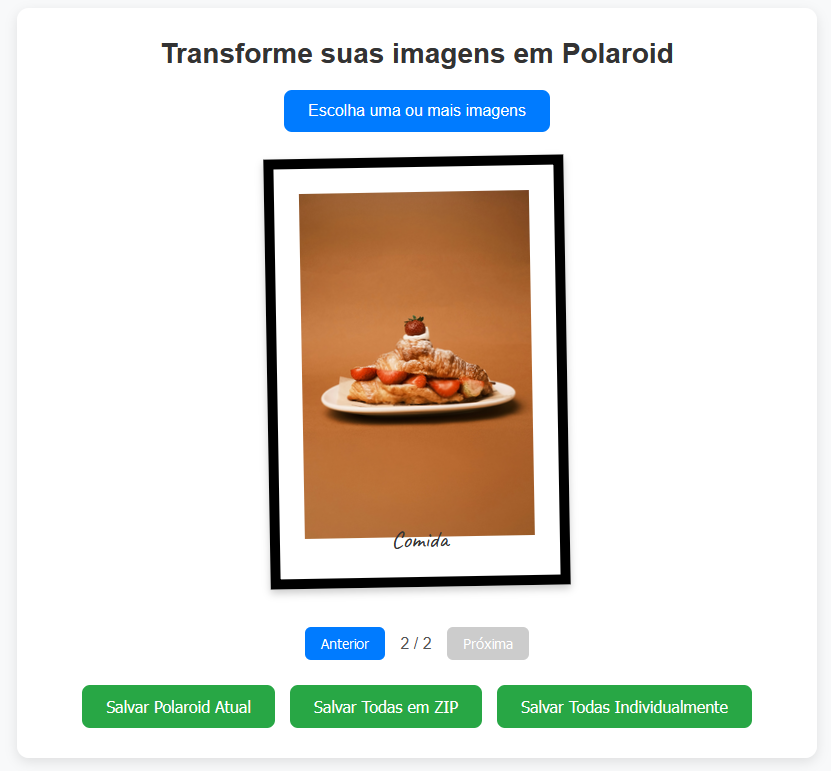 Transforme suas imagens em Polaroid
Escolha uma ou mais imagens
Comida
Anterior 2 / 2 Próxima
Salvar Polaroid Atual Salvar Todas em ZIP Salvar Todas Individualmente